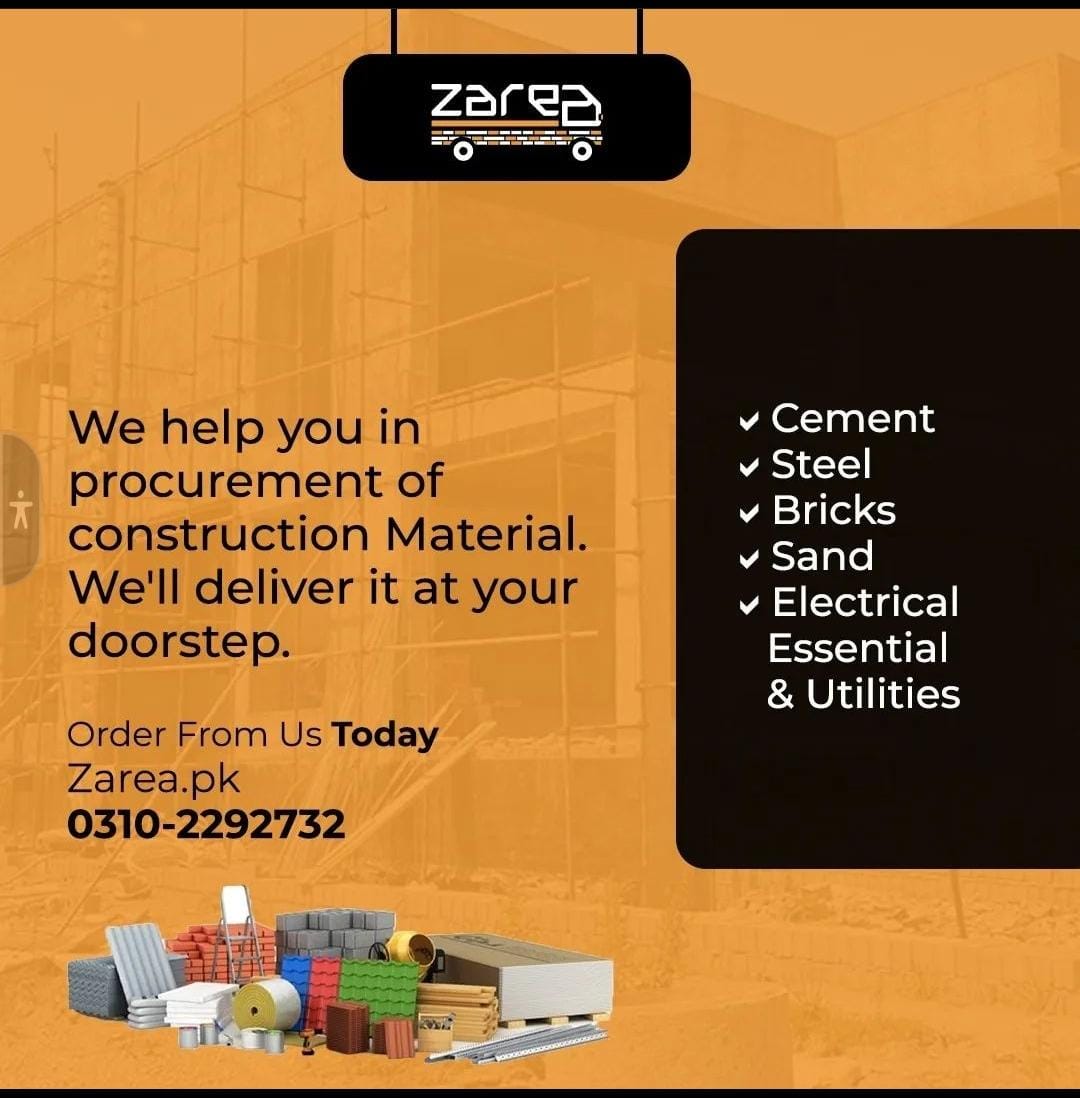 zarea
We help you in
procurement of
construction Material.
We'll deliver it at your
doorstep.
Order From Us Today
Zarea.pk
0310-2292732
Cement
Steel
Bricks
Sand
Electrical
Essential
& Utilities